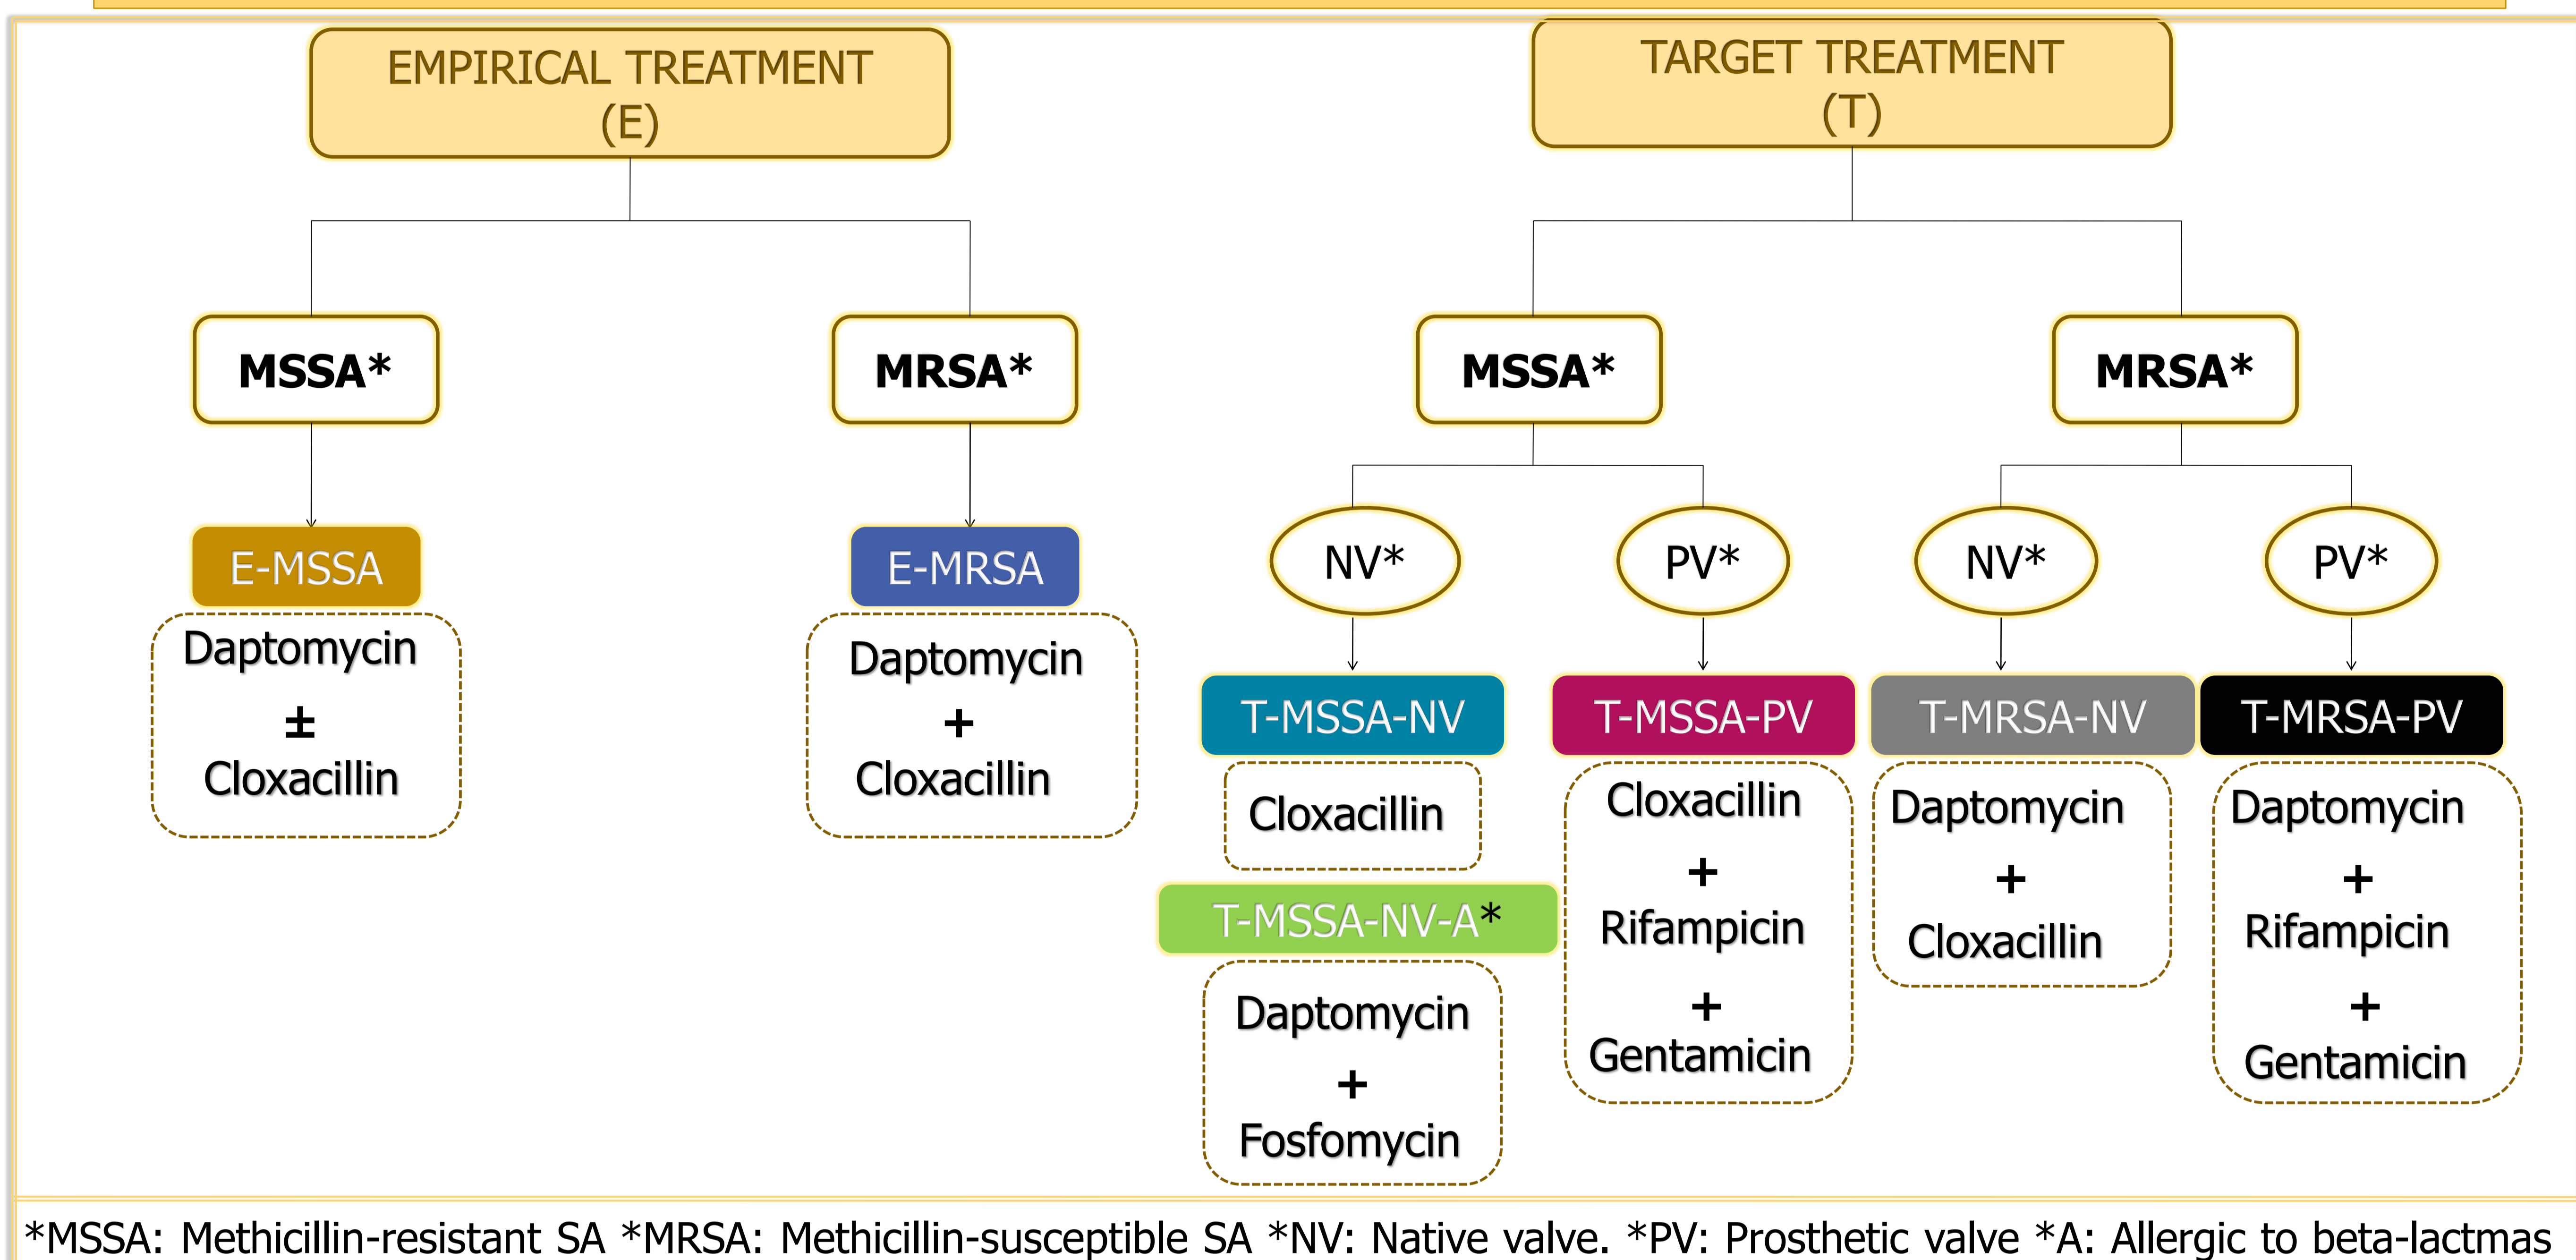 EMPIRICAL TREATMENT
(E)
MSSA*
MRSA*
E-MSSA
Daptomycin
±
Cloxacillin
E-MRSA
Daptomycin
+
Cloxacillin
TARGET TREATMENT
(T)
MSSA*
MRSA*
NV*
PV*
NV*
PV*
T-MSSA-NV
Cloxacillin
T-MSSA-NV-A*
Daptomycin
+
Fosfomycin
T-MSSA-PV
Cloxacillin
+
Rifampicin
+
Gentamicin
T-MRSA-NV
Daptomycin
+
Cloxacillin
T-MRSA-PV
Daptomycin
+
Rifampicin
+
Gentamicin
*MSSA: Methicillin-resistant SA *MRSA: Methicillin-susceptible SA *NV: Native valve. *PV: Prosthetic valve *A: Allergic to beta-lactmas